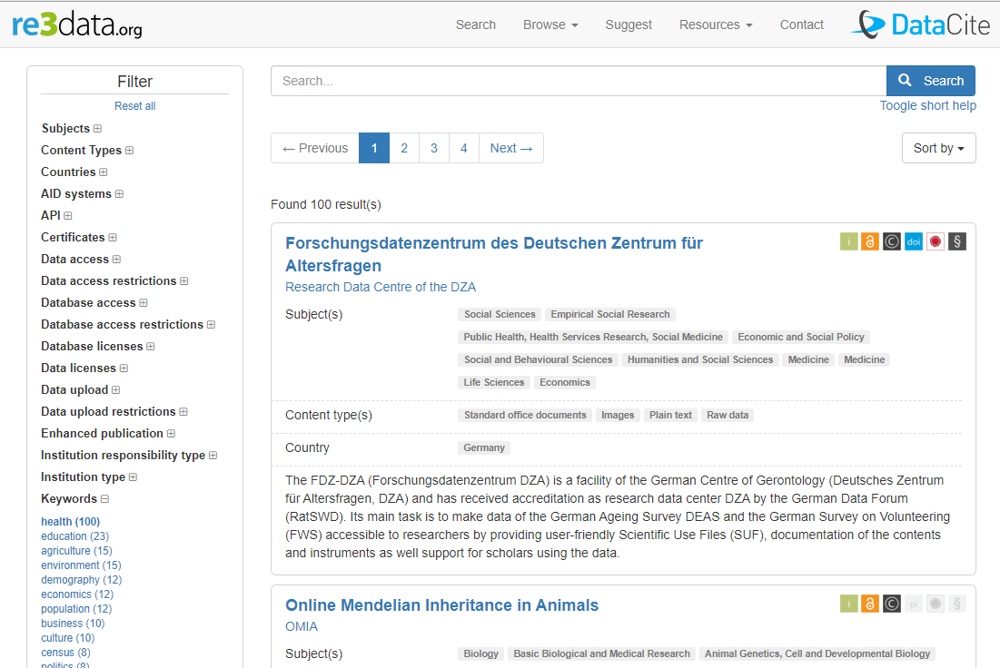 re3data.org
Search Browse Suggest Resources Contact
DataCite
Filter
Reset all
Subjects
Content Types
Countries
AID systems
API
Certificates
Data access
Data access restrictions
Database access
Database access restrictions
Database licenses
Data licenses
Data upload
Data upload restrictions
Enhanced publication
Institution responsibility type
Institution type
Keywords
health (100)
education (23)
agriculture (15)
environment (15)
demography (12)
economics (12)
population (12)
business (10)
culture (10)
census (8)
politics (8)
Search...
Search
Toogle short help
← Previous 1 2 3 4 Next →
Sort by
Found 100 result(s)
Forschungsdatenzentrum des Deutschen Zentrum für
Altersfragen
i © doi §
Research Data Centre of the DZA
Subject(s) Social Sciences Empirical Social Research
Public Health, Health Services Research, Social Medicine Economic and Social Policy
Social and Behavioural Sciences Humanities and Social Sciences Medicine Medicine
Life Sciences Economics
Content type(s) Standard office documents Images Plain text Raw data
Country Germany
The FDZ-DZA (Forschungsdatenzentrum DZA) is a facility of the German Centre of Gerontology (Deutsches Zentrum
für Altersfragen, DZA) and has received accreditation as research data center DZA by the German Data Forum
(RatSWD). Its main task is to make data of the German Ageing Survey DEAS and the German Survey on Volunteering
(FWS) accessible to researchers by providing user-friendly Scientific Use Files (SUF), documentation of the contents
and instruments as well support for scholars using the data.
Online Mendelian Inheritance in Animals
i © pi §
OMIA
Subject(s) Biology Basic Biological and Medical Research Animal Genetics, Cell and Developmental Biology